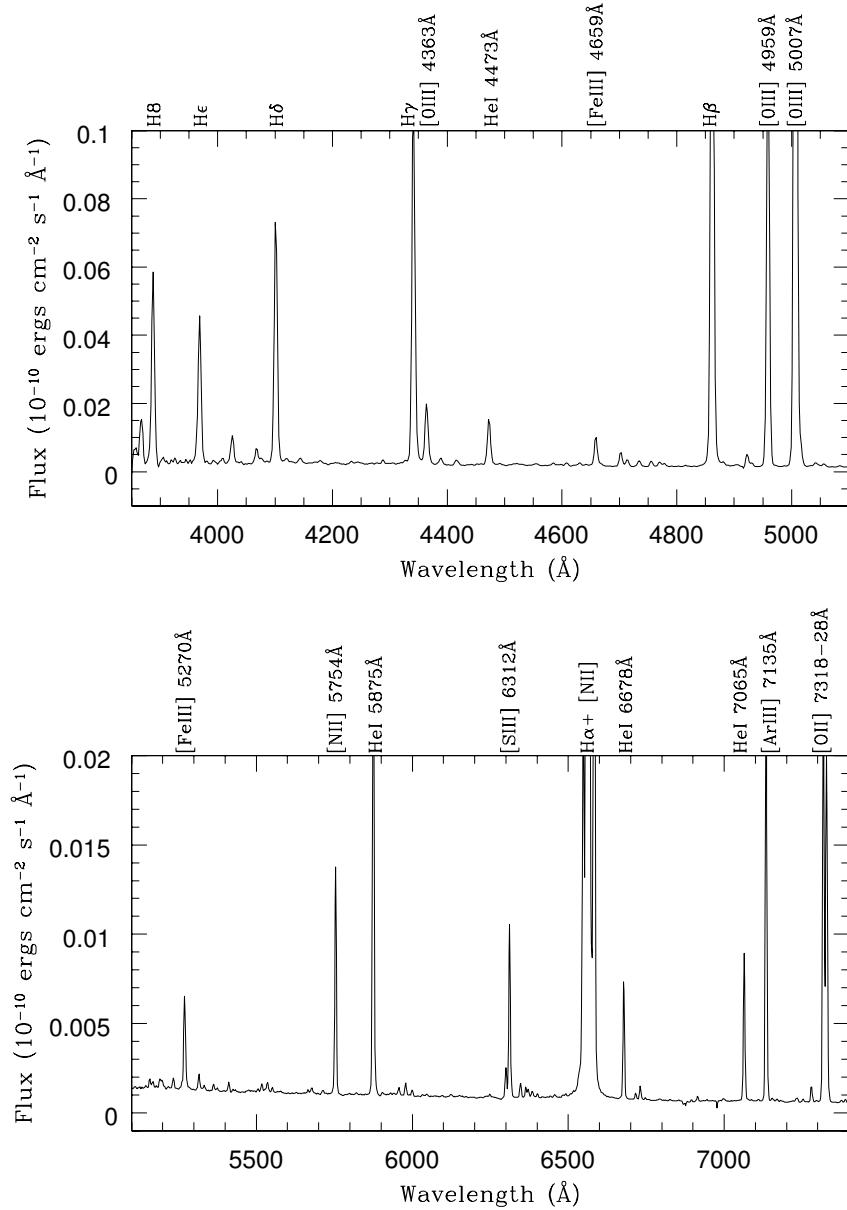 H8
Hϵ
Hδ
Hγ
[OIII] 4363Å
HeI 4473Å
[FeIII] 4659Å
Hβ
[OIII] 4959Å
[OIII] 5007Å
0.1
0.08
0.06
0.04
0.02
0
Flux (10⁻¹⁰ ergs cm⁻² s⁻¹ Å⁻¹)
4000 4200 4400 4600 4800 5000
Wavelength (Å)
[FeIII] 5270Å
[NII] 5754Å
HeI 5875Å
[SIII] 6312Å
Hα+ [NII]
HeI 6678Å
HeI 7065Å
[ArIII] 7135Å
[OII] 7318-28Å
0.02
0.015
0.01
0.005
0
Flux (10⁻¹⁰ ergs cm⁻² s⁻¹ Å⁻¹)
5500 6000 6500 7000
Wavelength (Å)